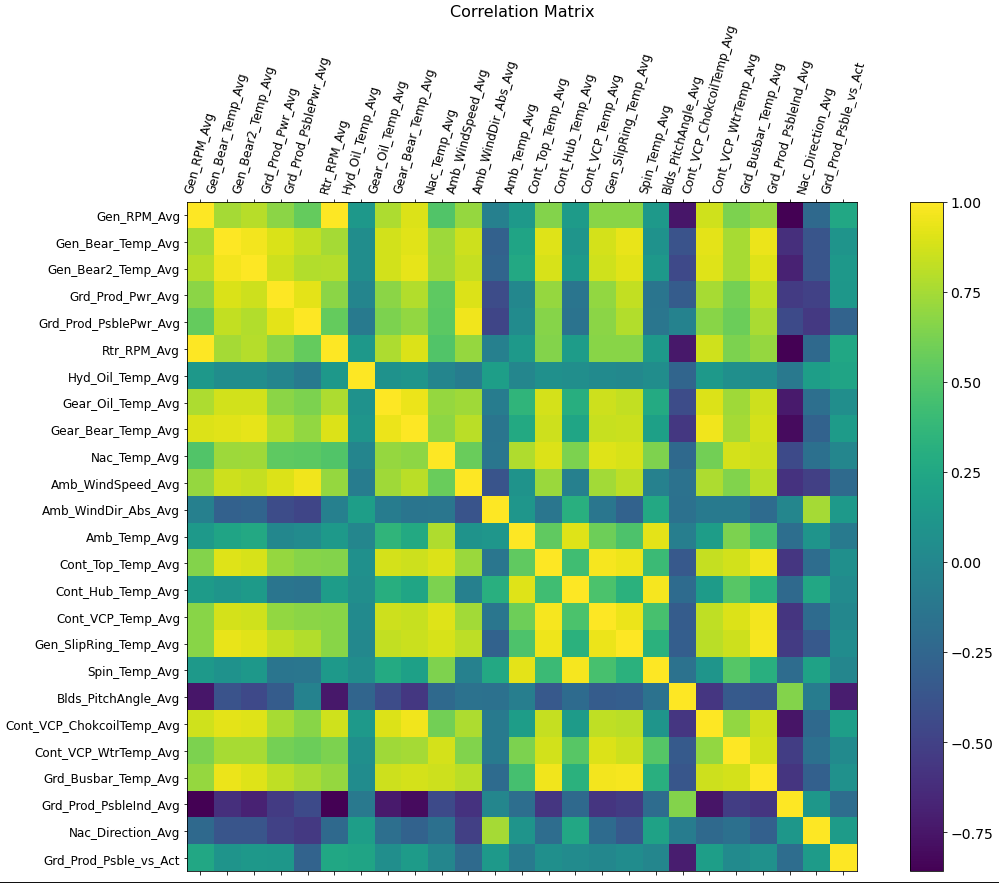 Correlation Matrix
Gen_RPM_Avg
Gen_Bear_Temp_Avg
Gen_Bear2_Temp_Avg
Grd_Prod_Pwr_Avg
Grd_Prod_PsblePwr_Avg
Rtr_RPM_Avg
Hyd_Oil_Temp_Avg
Gear_Oil_Temp_Avg
Gear_Bear_Temp_Avg
Nac_Temp_Avg
Amb_WindSpeed_Avg
Amb_WindDir_Abs_Avg
Amb_Temp_Avg
Cont_Top_Temp_Avg
Cont_Hub_Temp_Avg
Cont_VCP_Temp_Avg
Gen_SlipRing_Temp_Avg
Spin_Temp_Avg
Blds_PitchAngle_Avg
Cont_VCP_ChokcoilTemp_Avg
Cont_VCP_WtrTemp_Avg
Grd_Busbar_Temp_Avg
Grd_Prod_PsbleInd_Avg
Nac_Direction_Avg
Grd_Prod_Psble_vs_Act
Gen_RPM_Avg
Gen_Bear_Temp_Avg
Gen_Bear2_Temp_Avg
Grd_Prod_Pwr_Avg
Grd_Prod_PsblePwr_Avg
Rtr_RPM_Avg
Hyd_Oil_Temp_Avg
Gear_Oil_Temp_Avg
Gear_Bear_Temp_Avg
Nac_Temp_Avg
Amb_WindSpeed_Avg
Amb_WindDir_Abs_Avg
Amb_Temp_Avg
Cont_Top_Temp_Avg
Cont_Hub_Temp_Avg
Cont_VCP_Temp_Avg
Gen_SlipRing_Temp_Avg
Spin_Temp_Avg
Blds_PitchAngle_Avg
Cont_VCP_ChokcoilTemp_Avg
Cont_VCP_WtrTemp_Avg
Grd_Busbar_Temp_Avg
Grd_Prod_PsbleInd_Avg
Nac_Direction_Avg
Grd_Prod_Psble_vs_Act
1.00
0.75
0.50
0.25
0.00
−0.25
−0.50
−0.75